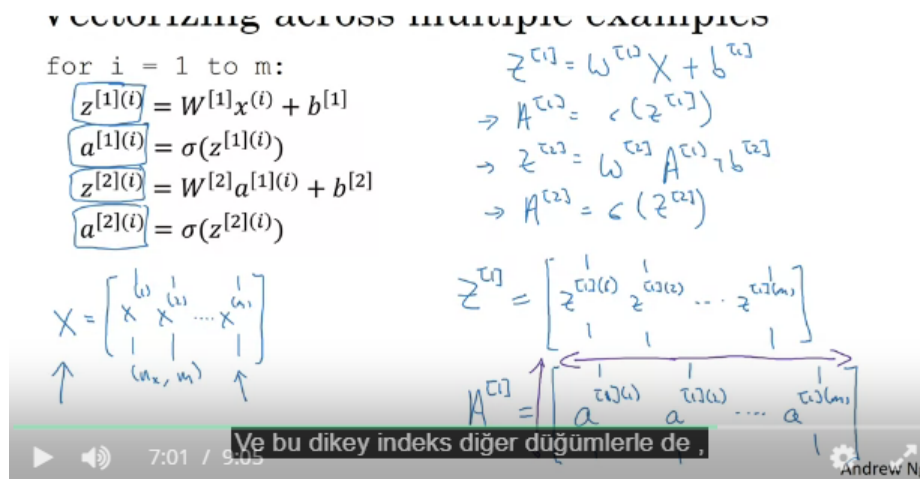 Vectorizing across multiple examples
for i = 1 to m:
z^[1](i) = W^[1]x^(i) + b^[1]
a^[1](i) = σ(z^[1](i))
z^[2](i) = W^[2]a^[1](i) + b^[2]
a^[2](i) = σ(z^[2](i))
Z^[1] = W^[1] X + b^[1]
→ A^[1] = σ(Z^[1])
→ Z^[2] = W^[2] A^[1] + b^[2]
→ A^[2] = σ(Z^[2])
X = [x^(1) x^(2) .... x^(m)]
(n_x, m)
Z^[1] = [z^[1](1) z^[1](2) ... z^[1](m)]
A^[1] = [a^[1](1) a^[1](2) .... a^[1](m)]
Ve bu dikey indeks diğer düğümlerle de ,
7:01 / 9:05
Andrew N